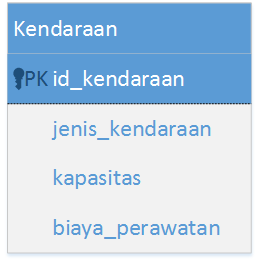 Kendaraan
PK id_kendaraan
jenis_kendaraan
kapasitas
biaya_perawatan